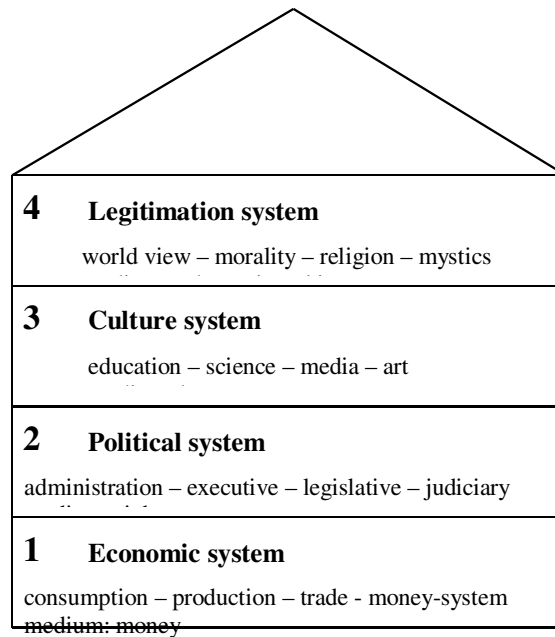 4 Legitimation system
world view – morality – religion – mystics
3 Culture system
education – science – media – art
2 Political system
administration – executive – legislative – judiciary
1 Economic system
consumption – production – trade - money-system
medium: money